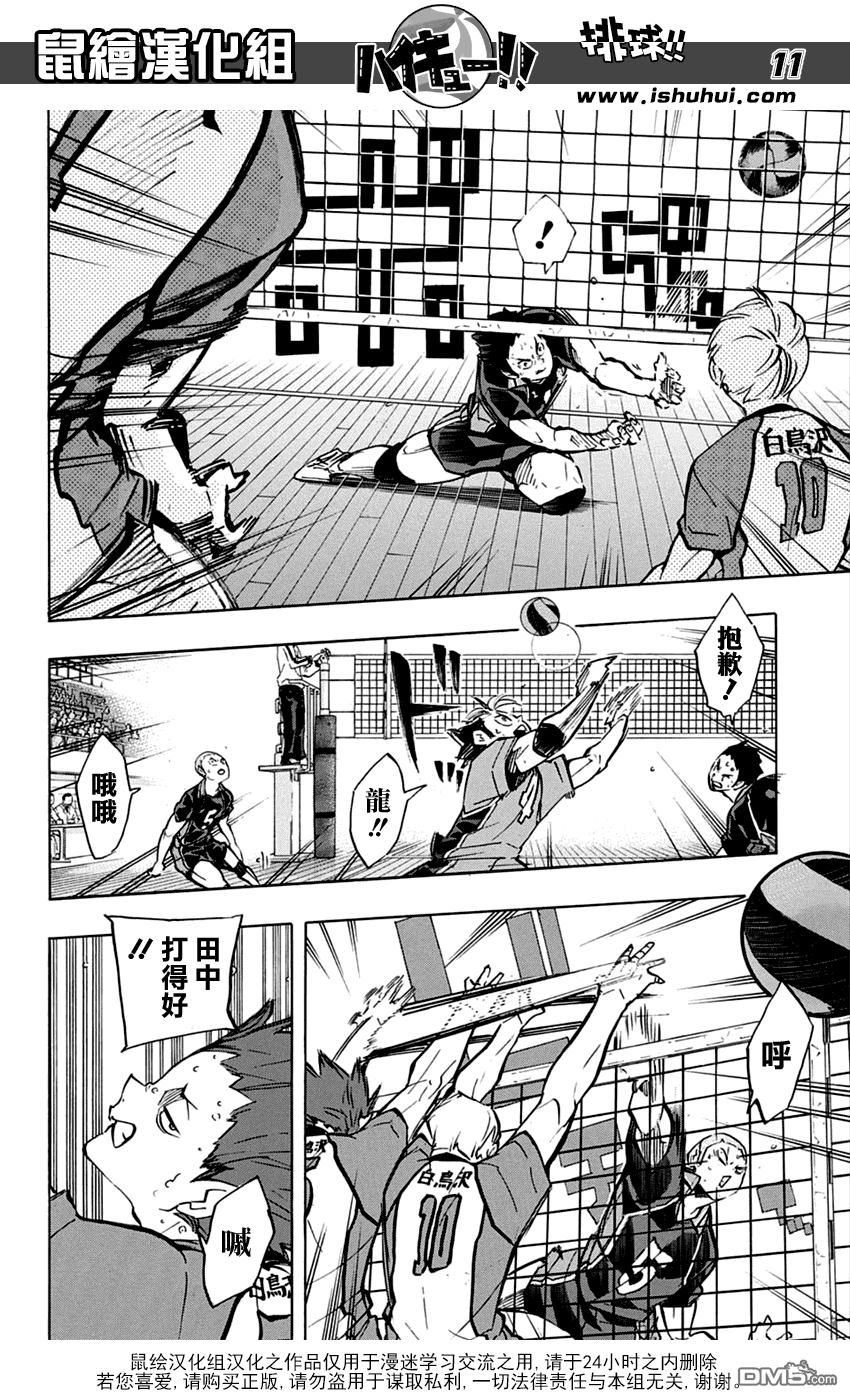 鼠繪漢化組
ハイキュー!!
排球!!
11
www.ishuhui.com
!
白鳥沢
10
抱歉!
ドド
龍!!
哦哦
呼
田中
打得好
!!
白鳥沢
10
嘁
鼠绘汉化组汉化之作品仅用于漫迷学习交流之用, 请于24小时之内删除
若您喜爱, 请购买正版, 请勿盗用于谋取私利, 一切法律责任与本组无关, 谢谢。
DM5.com